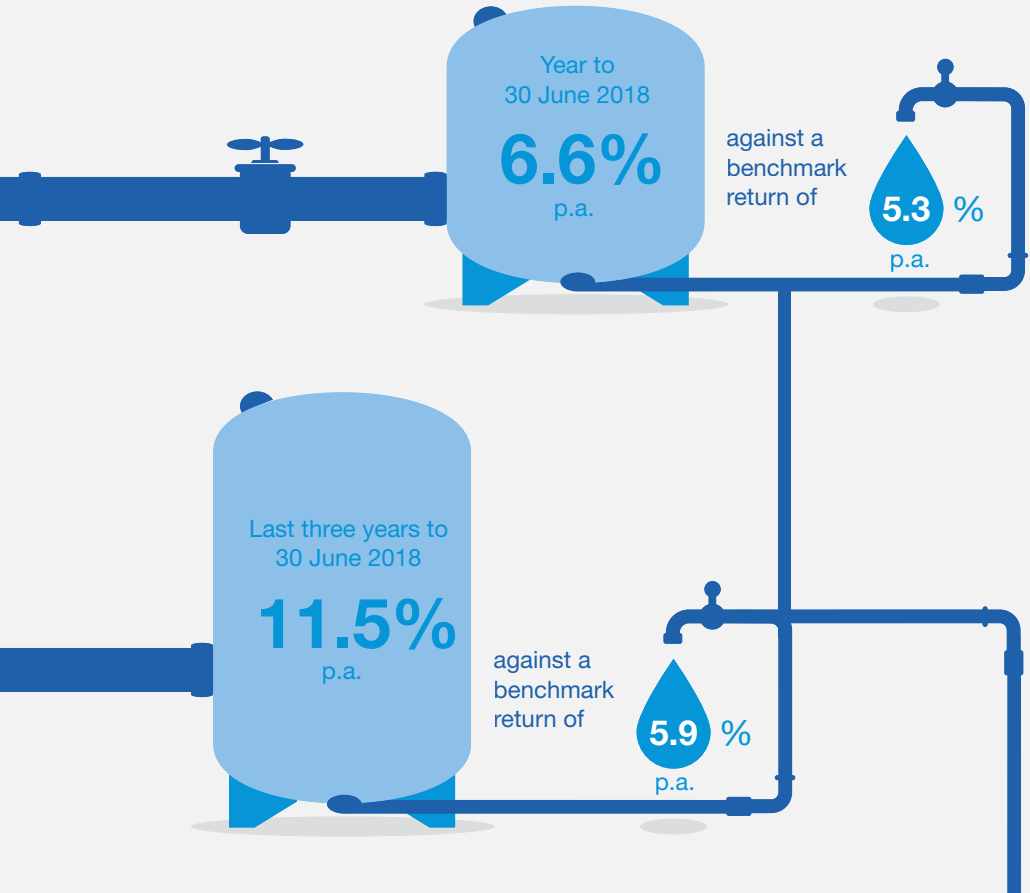 Year to
30 June 2018
6.6%
p.a.
against a
benchmark
return of
5.3 %
p.a.
Last three years to
30 June 2018
11.5%
p.a.
against a
benchmark
return of
5.9 %
p.a.